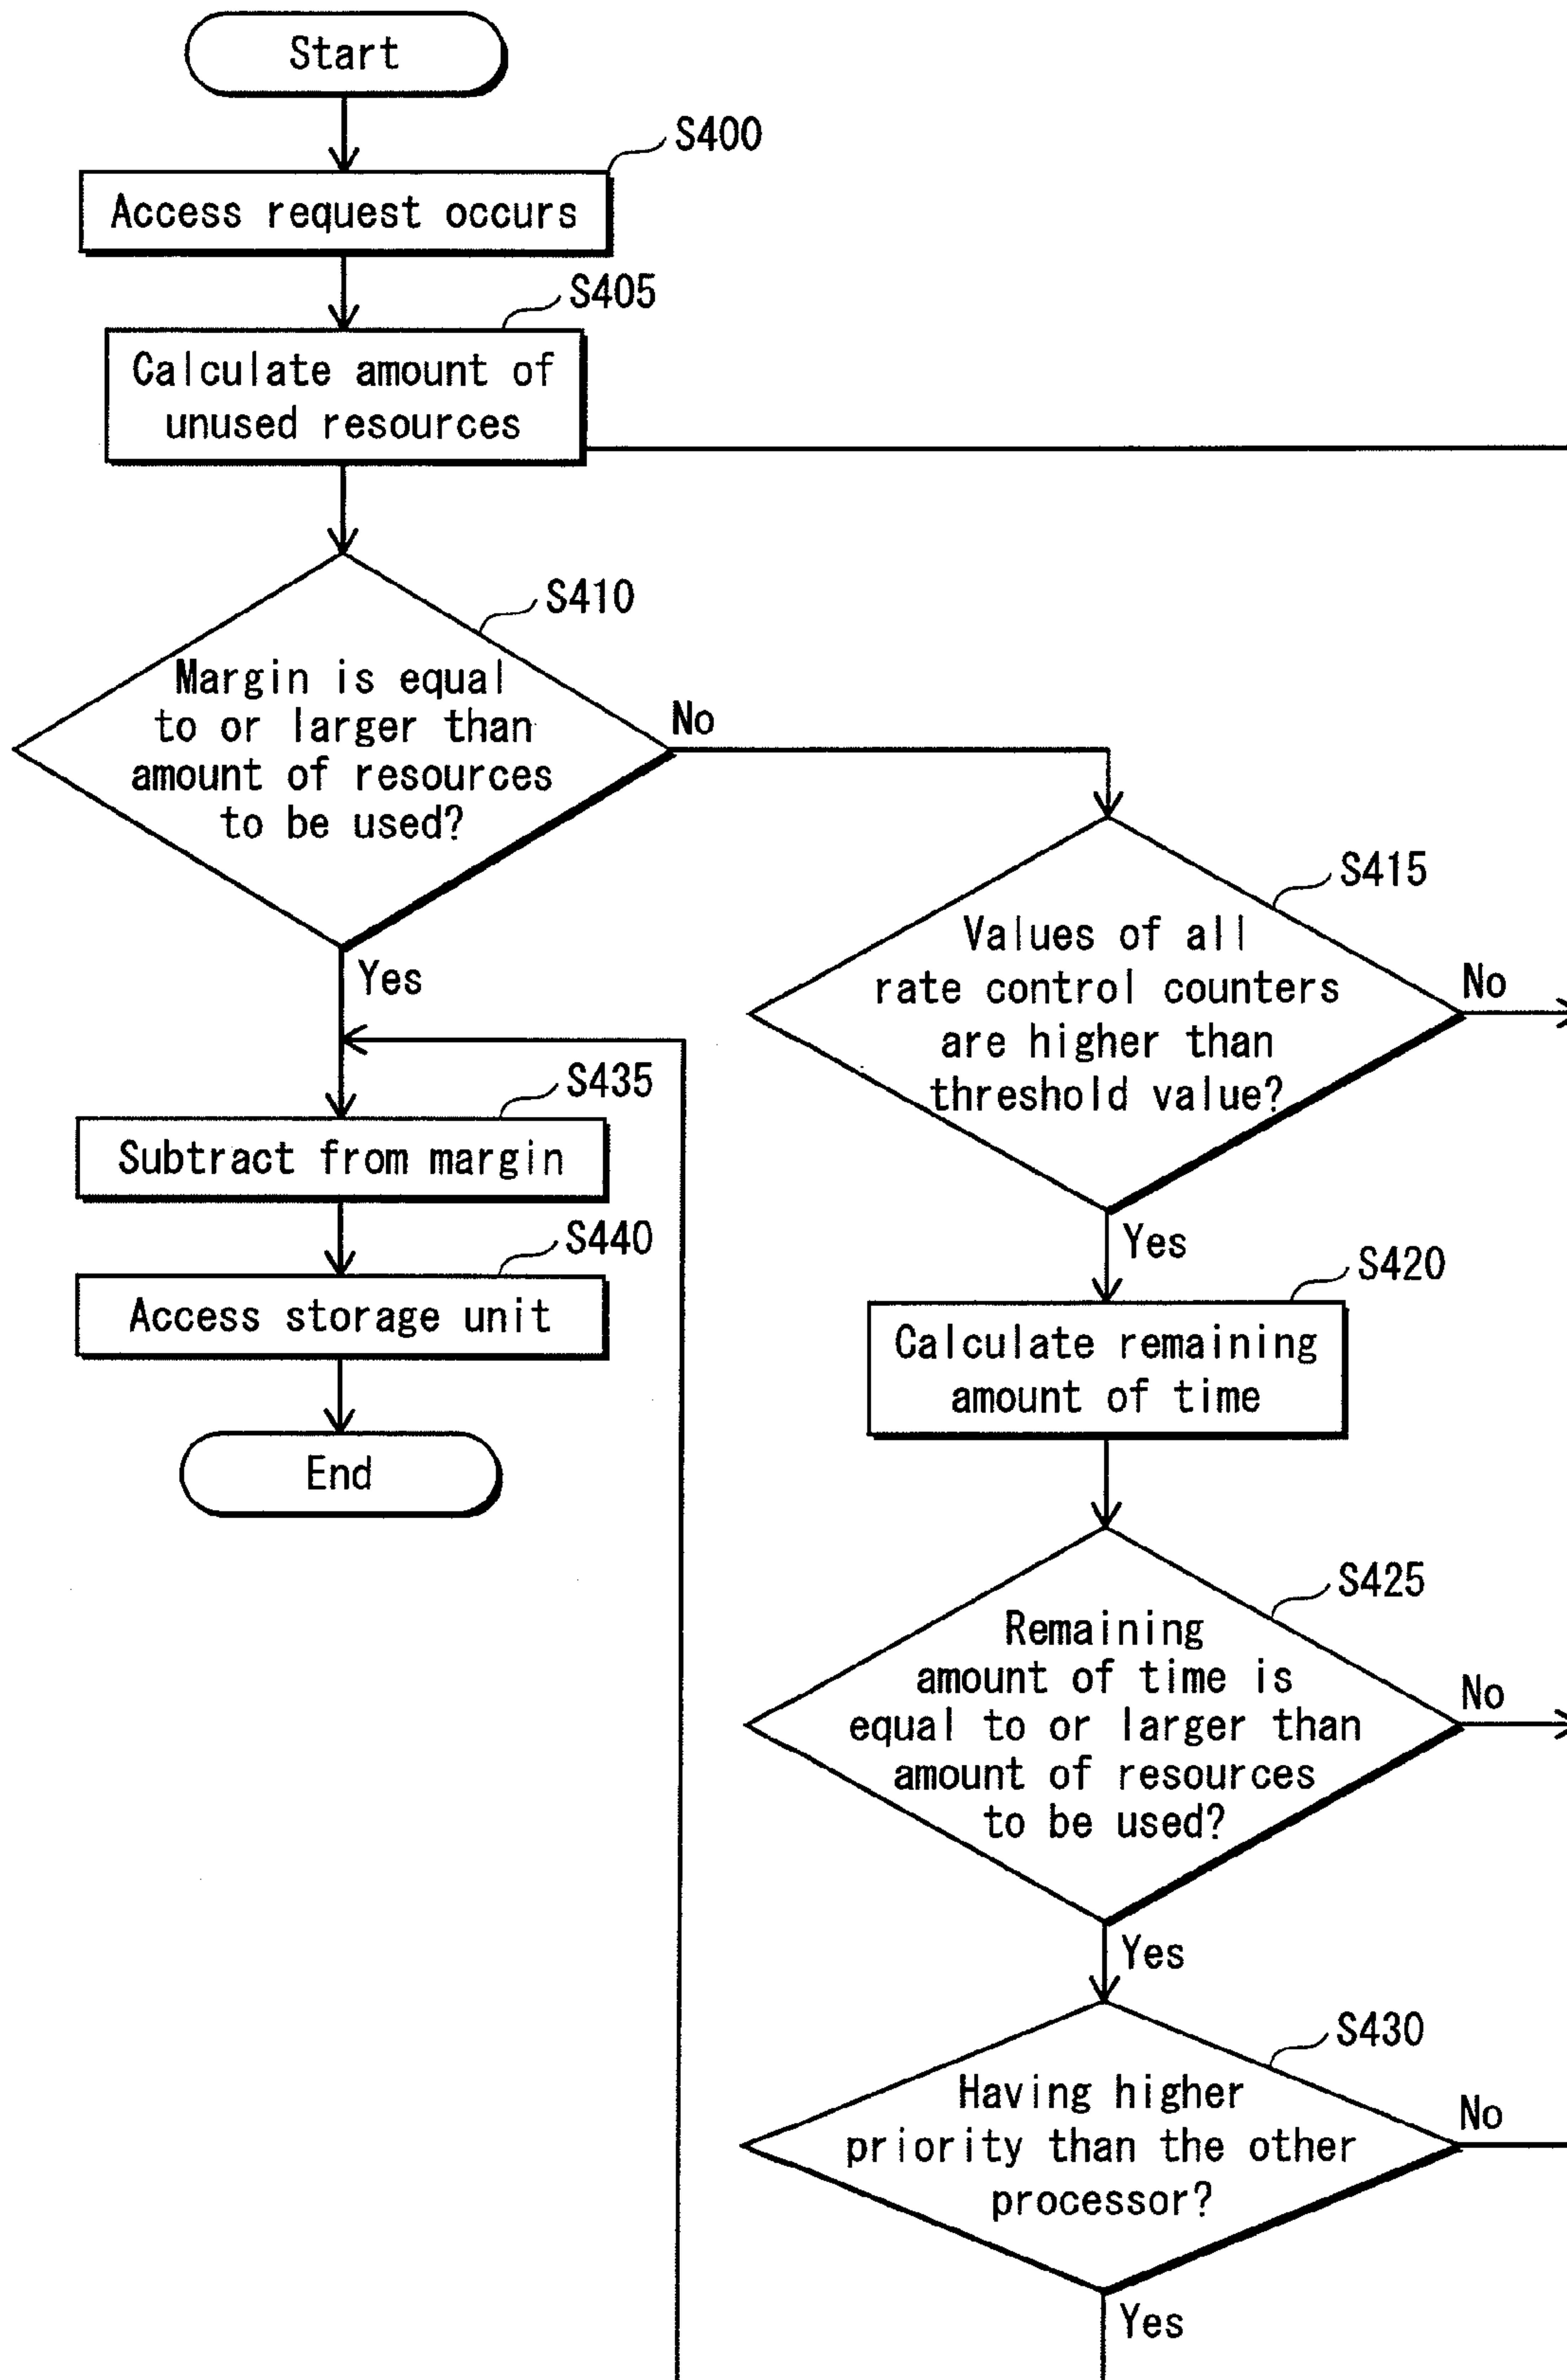 Start
S400
Access request occurs
S405
Calculate amount of
unused resources
S410
Margin is equal
to or larger than
amount of resources
to be used?
No
Yes
S435
Subtract from margin
S440
Access storage unit
End
S415
Values of all
rate control counters
are higher than
threshold value?
No
Yes
S420
Calculate remaining
amount of time
S425
Remaining
amount of time is
equal to or larger than
amount of resources
to be used?
No
Yes
S430
Having higher
priority than the other
processor?
No
Yes